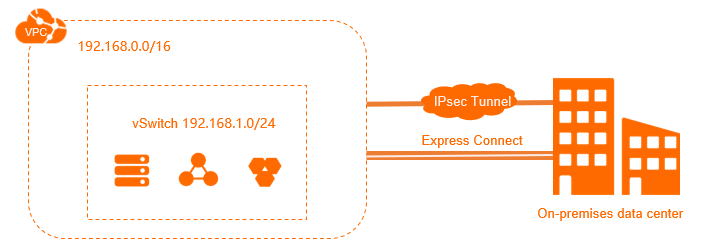 VPC
192.168.0.0/16
vSwitch 192.168.1.0/24
IPsec Tunnel
Express Connect
On-premises data center